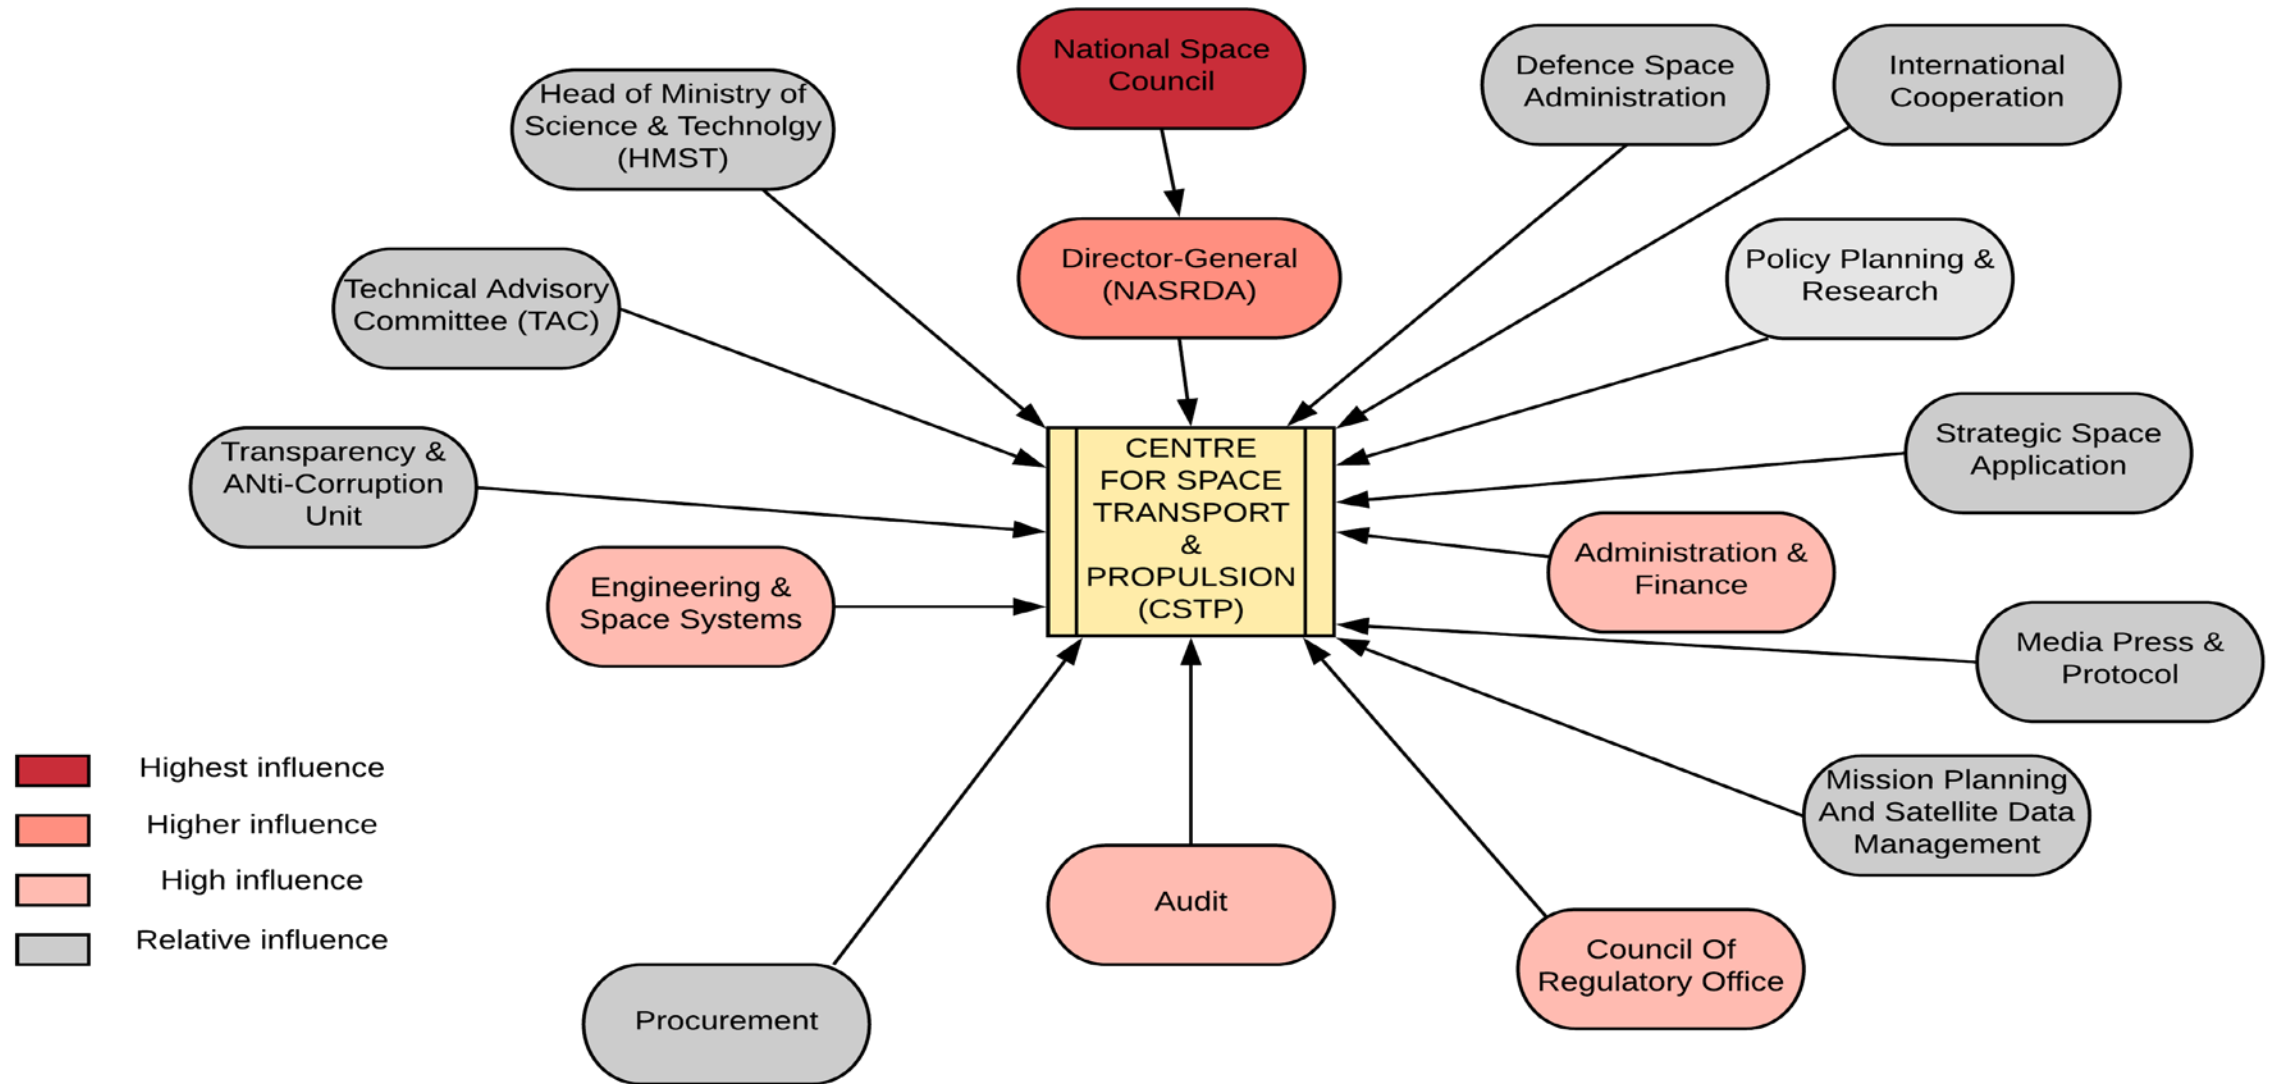 National Space
Council
Defence Space
Administration
International
Cooperation
Head of Ministry of
Science & Technolgy
(HMST)
Director-General
(NASRDA)
Policy Planning &
Research
Technical Advisory
Committee (TAC)
Strategic Space
Application
Transparency &
ANti-Corruption
Unit
CENTRE
FOR SPACE
TRANSPORT
&
PROPULSION
(CSTP)
Administration &
Finance
Engineering &
Space Systems
Media Press &
Protocol
Mission Planning
And Satellite Data
Management
Audit
Council Of
Regulatory Office
Procurement
Highest influence
Higher influence
High influence
Relative influence